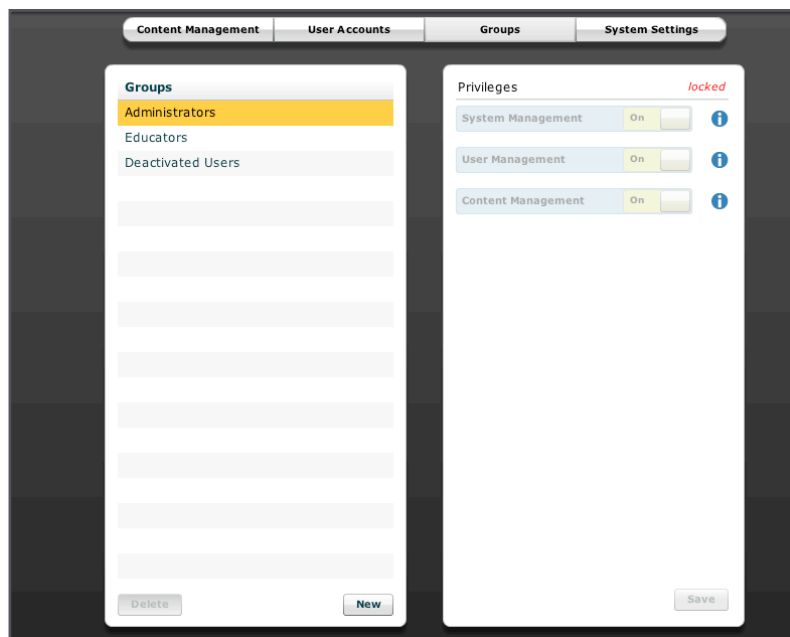 Content Management
User Accounts
Groups
System Settings
Groups
Administrators
Educators
Deactivated Users
Delete
New
Privileges
locked
System Management On
User Management On
Content Management On
Save